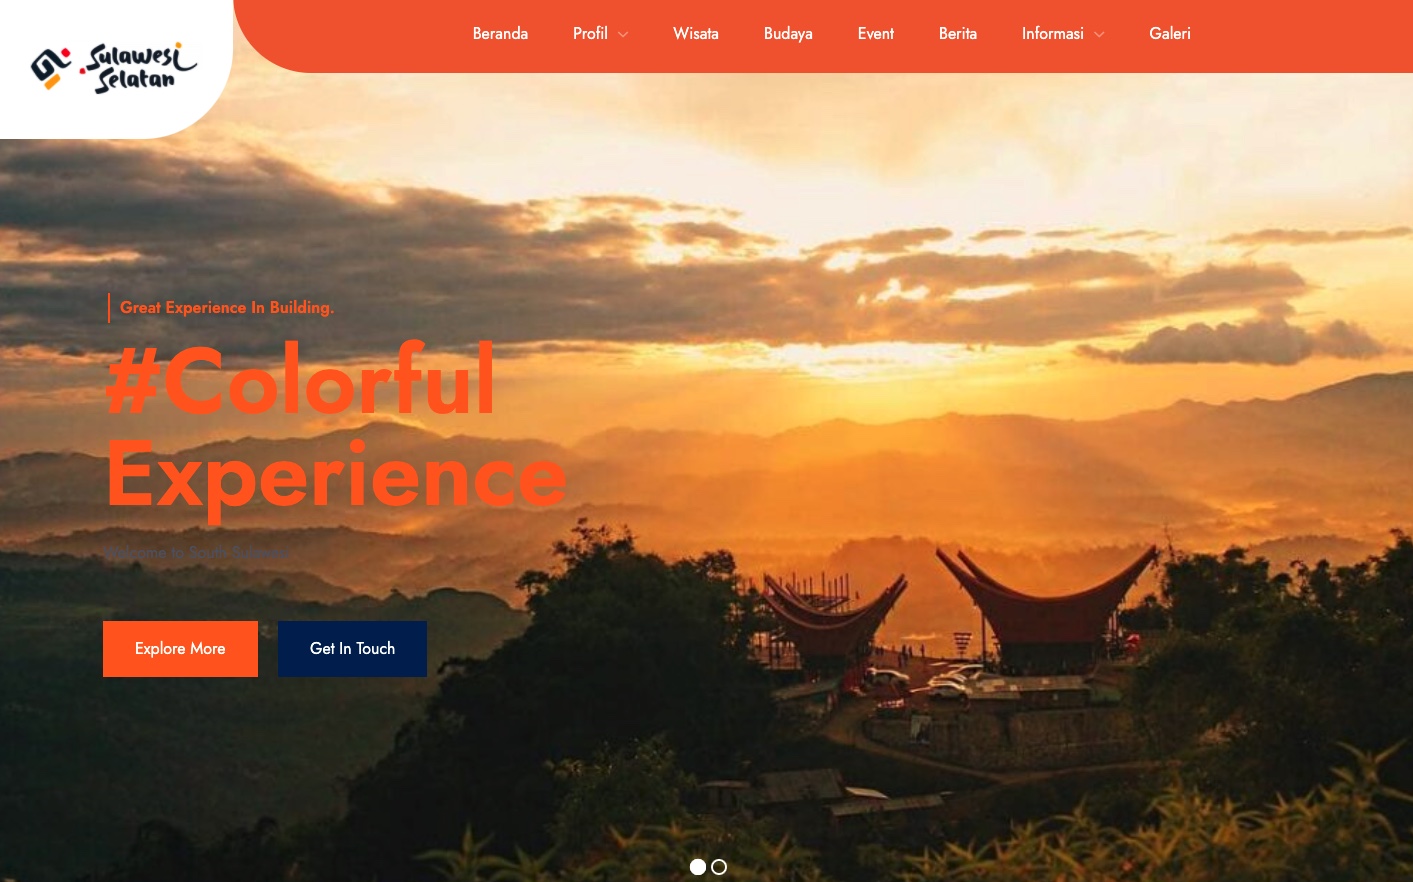 Sulawesi
Selatan
Beranda Profil Wisata Budaya Event Berita Informasi Galeri
Great Experience In Building.
#Colorful
Experience
Welcome to South Sulawesi
Explore More Get In Touch